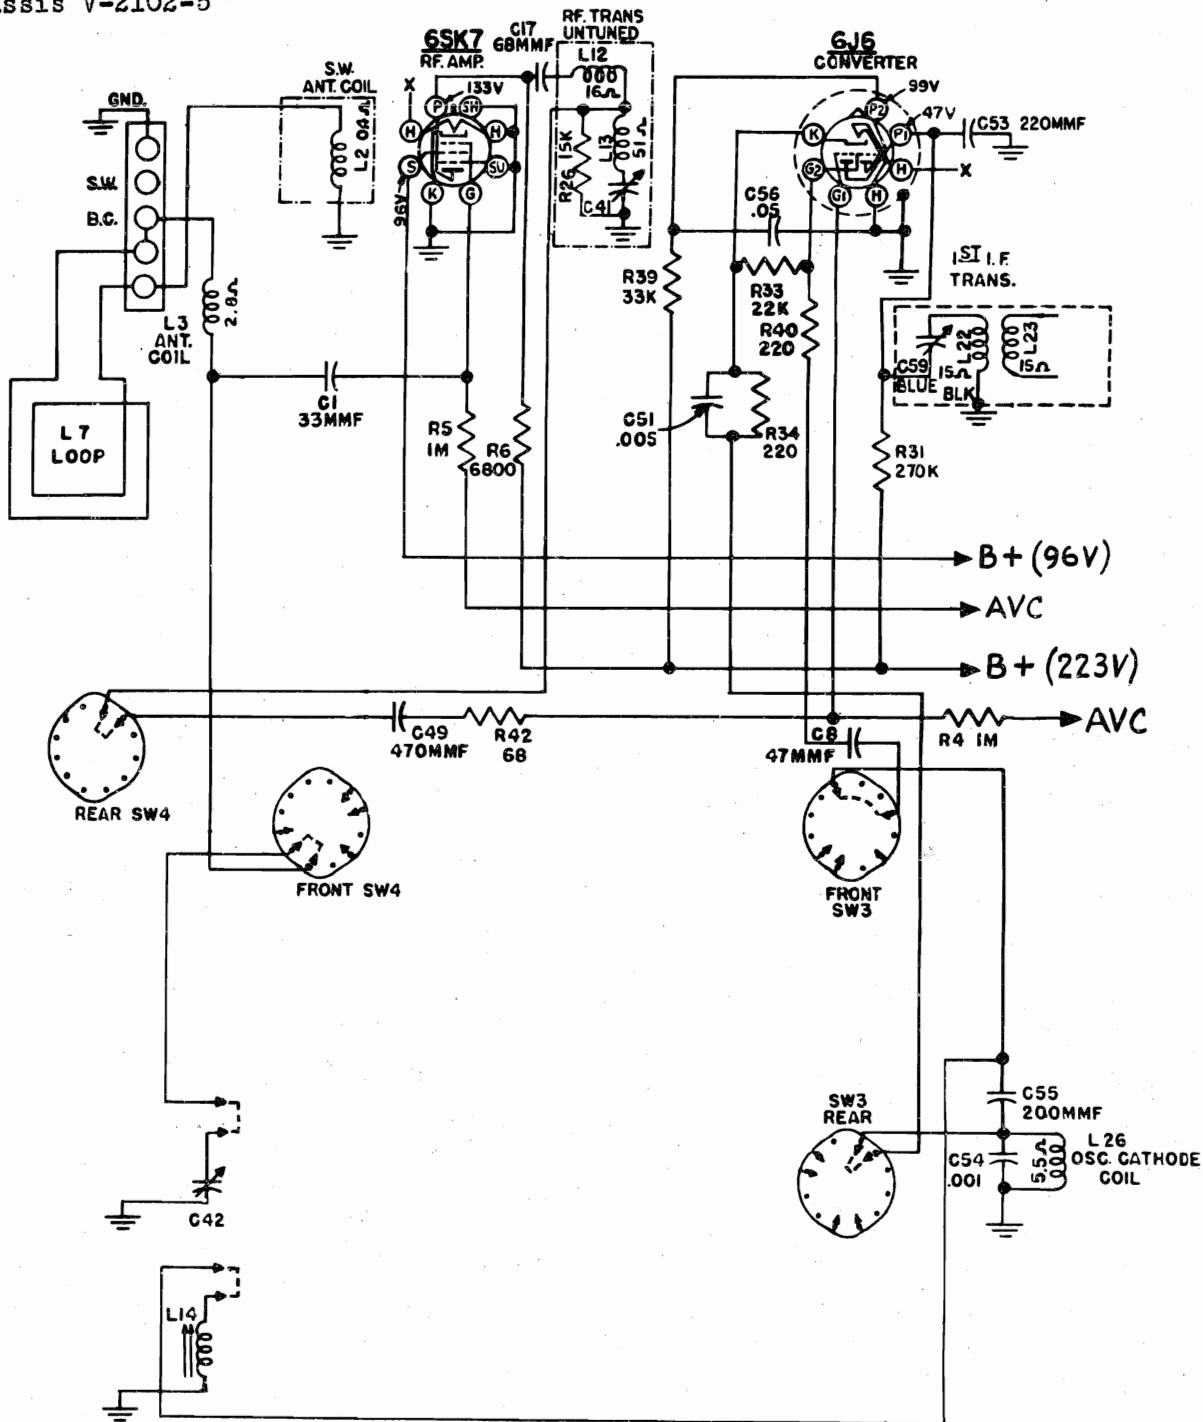 assis V-2102-5
GND.
S.W.
B.C.
L3
ANT.
COIL
2.8Ω
L7
LOOP
S.W.
ANT. COIL
L2 .04Ω
6SK7
RF. AMP.
X
P
133V
SH
H
H
S
SU
K
G
96V
C17
68MMF
RF. TRANS
UNTUNED
L12
16Ω
R26 15K
L13
51Ω
C41
6J6
CONVERTER
99V
P2
47V
P1
K
G2
G1
H
H
X
C53 220MMF
C56
.05
R39
33K
R33
22K
R40
220
1ST I.F.
TRANS.
C59
BLUE
L22
15Ω
BLK
L23
15Ω
C1
33MMF
R5
1M
R6
6800
C51
.005
R34
220
R31
270K
B+ (96V)
AVC
B+ (223V)
AVC
C49
470MMF
R42
68
C8
47MMF
R4 1M
REAR SW4
FRONT SW4
FRONT
SW3
SW3
REAR
C55
200MMF
C54
.001
5.5Ω
L26
OSC. CATHODE
COIL
C42
L14